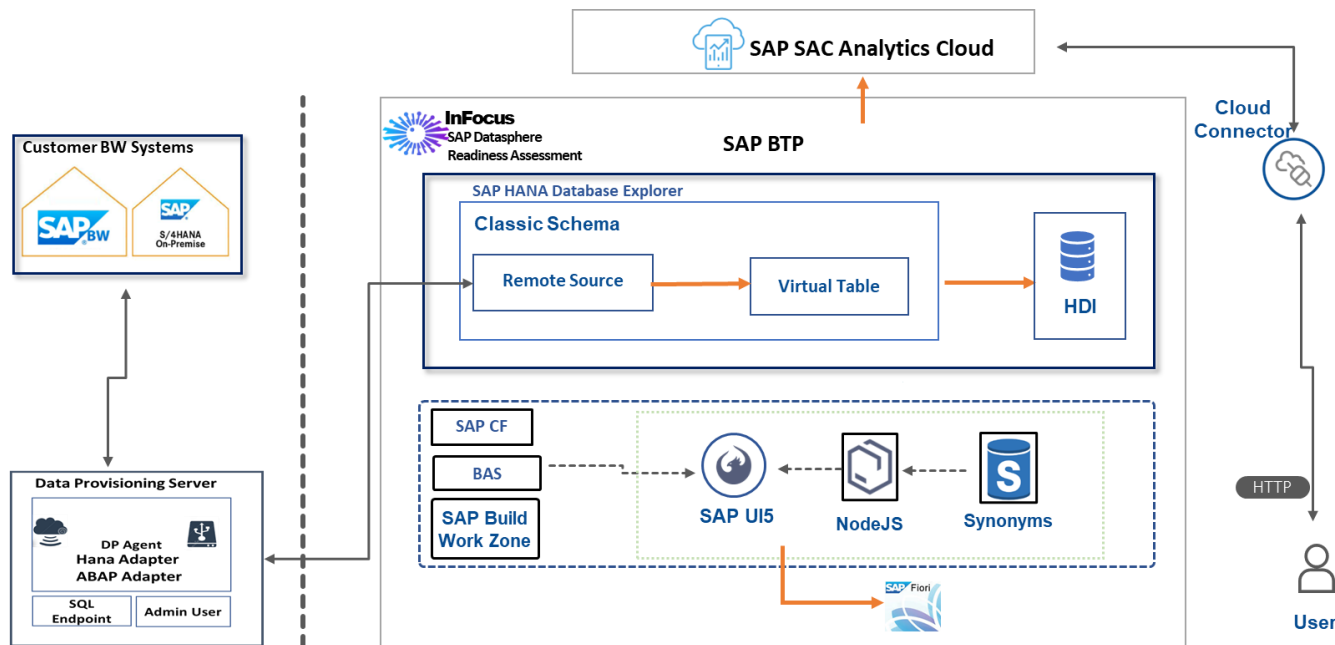 SAP SAC Analytics Cloud
Cloud
Connector
InFocus
SAP Datasphere
Readiness Assessment
SAP BTP
Customer BW Systems
SAP BW
SAP
S/4HANA
On-Premise
SAP HANA Database Explorer
Classic Schema
Remote Source
Virtual Table
HDI
SAP CF
BAS
SAP Build
Work Zone
SAP UI5
NodeJS
S
Synonyms
SAP Fiori
Data Provisioning Server
DP Agent
Hana Adapter
ABAP Adapter
SQL
Endpoint
Admin User
HTTP
User